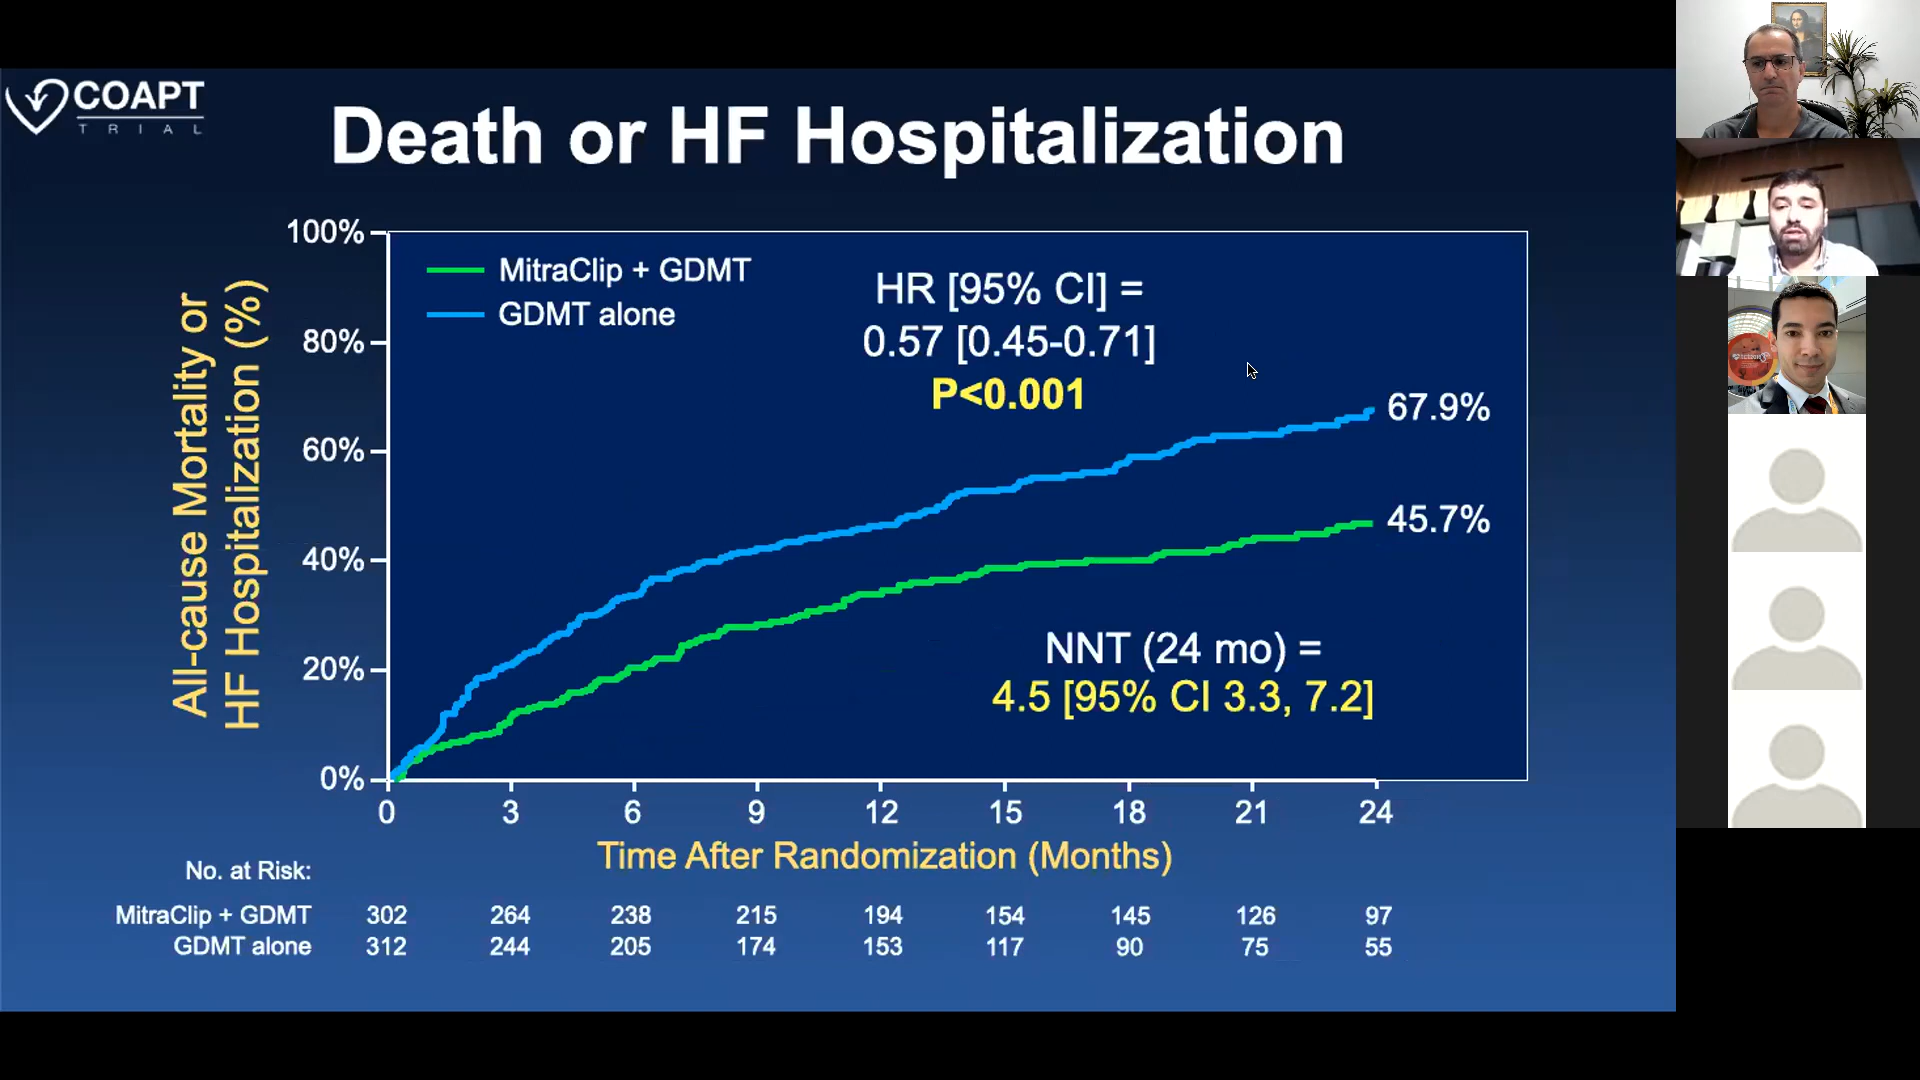 COAPT
TRIAL
Death or HF Hospitalization
All-cause Mortality or
HF Hospitalization (%)
100%
80%
60%
40%
20%
0%
MitraClip + GDMT
GDMT alone
HR [95% CI] =
0.57 [0.45-0.71]
P<0.001
67.9%
45.7%
NNT (24 mo) =
4.5 [95% CI 3.3, 7.2]
0 3 6 9 12 15 18 21 24
Time After Randomization (Months)
No. at Risk:
MitraClip + GDMT 302 264 238 215 194 154 145 126 97
GDMT alone 312 244 205 174 153 117 90 75 55